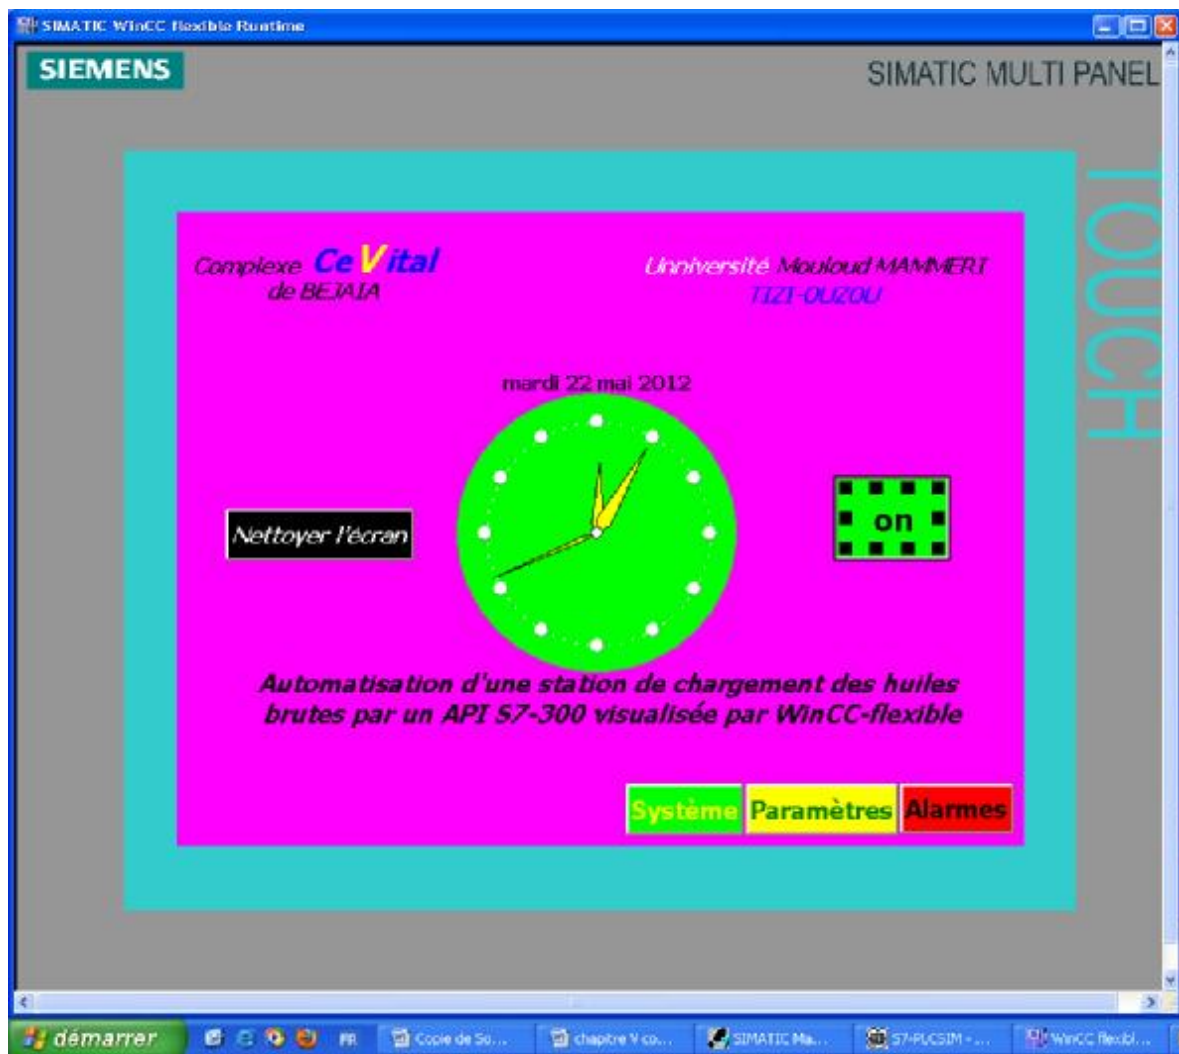 SIMATIC WinCC flexible Runtime
SIEMENS
SIMATIC MULTI PANEL
TOUCH
Complexe CeVital
de BEJAIA
Unniversité Mouloud MAMMERI
TIZI-OUZOU
mardi 22 mai 2012
Nettoyer l'écran
on
Automatisation d'une station de chargement des huiles
brutes par un API S7-300 visualisée par WinCC-flexible
Système Paramètres Alarmes
démarrer FR Copie de So... chapitre V co... SIMATIC Ma... S7-PLCSIM - ... WinCC flexibl...